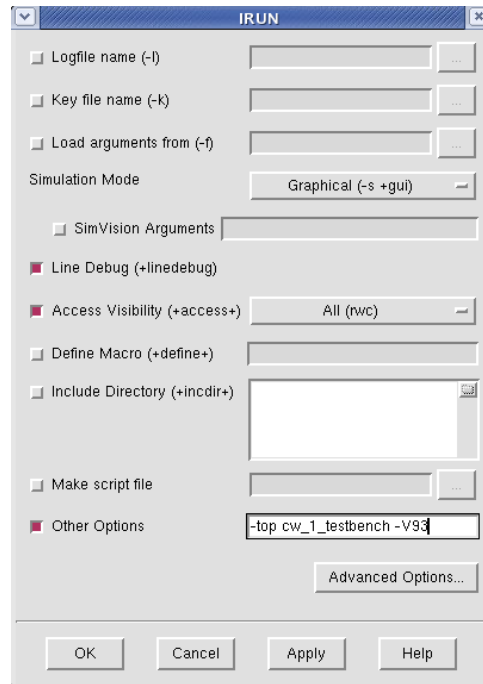 IRUN
Logfile name (-l)
...
Key file name (-k)
...
Load arguments from (-f)
...
Simulation Mode
Graphical (-s +gui)
SimVision Arguments
Line Debug (+linedebug)
Access Visibility (+access+)
All (rwc)
Define Macro (+define+)
Include Directory (+incdir+)
Make script file
...
Other Options
-top cw_1_testbench -V93
Advanced Options...
OK
Cancel
Apply
Help